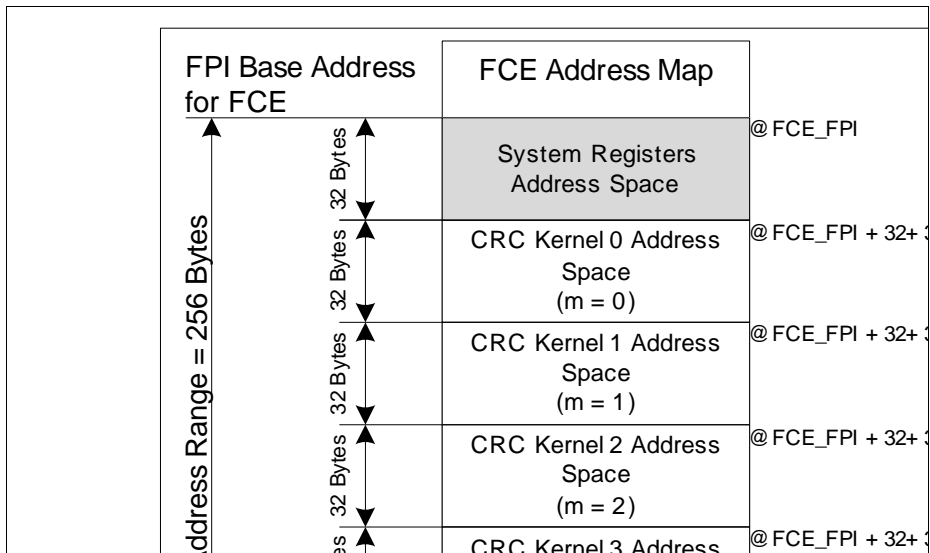 FPI Base Address
for FCE
FCE Address Map
@FCE_FPI
32 Bytes
System Registers
Address Space
@FCE_FPI + 32+
32 Bytes
CRC Kernel 0 Address
Space
(m = 0)
@FCE_FPI + 32+
32 Bytes
CRC Kernel 1 Address
Space
(m = 1)
@FCE_FPI + 32+
32 Bytes
CRC Kernel 2 Address
Space
(m = 2)
@FCE_FPI + 32+
CRC Kernel 3 Address
Range = 256 Bytes